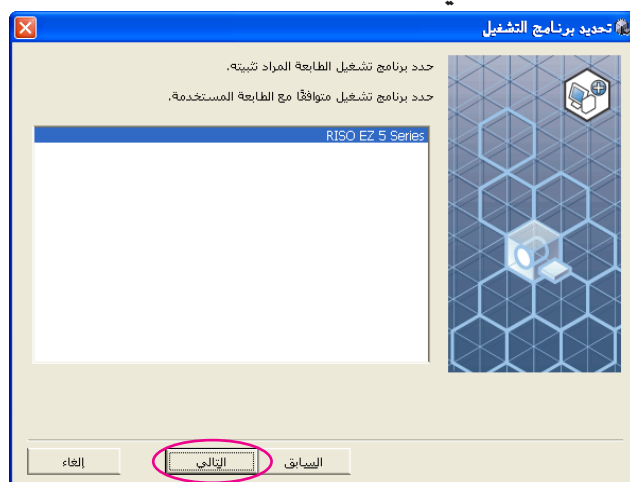 تحديد برنامج التشغيل
حدد برنامج تشغيل الطابعة المراد تثبيته.
حدد برنامج تشغيل متوافقًا مع الطابعة المستخدمة.
RISO EZ 5 Series
السابق
التالي
إلغاء